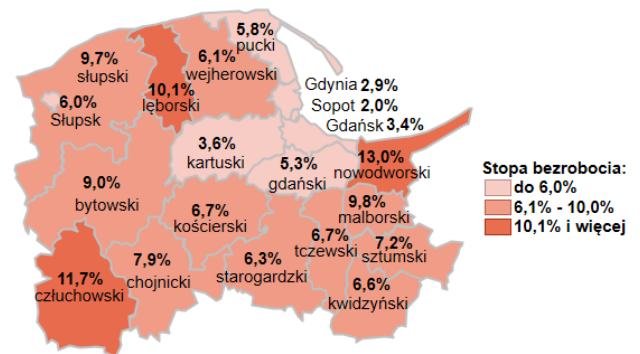 5,8%
pucki
9,7%
słupski
6,1%
wejherowski
10,1%
lęborski
6,0%
Słupsk
Gdynia 2,9%
Sopot 2,0%
Gdańsk 3,4%
3,6%
kartuski
5,3%
gdański
13,0%
nowodworski
9,0%
bytowski
6,7%
kościerski
9,8%
malborski
6,7%
tczewski
7,2%
sztumski
11,7%
człuchowski
7,9%
chojnicki
6,3%
starogardzki
6,6%
kwidzyński
Stopa bezrobocia:
do 6,0%
6,1% - 10,0%
10,1% i więcej